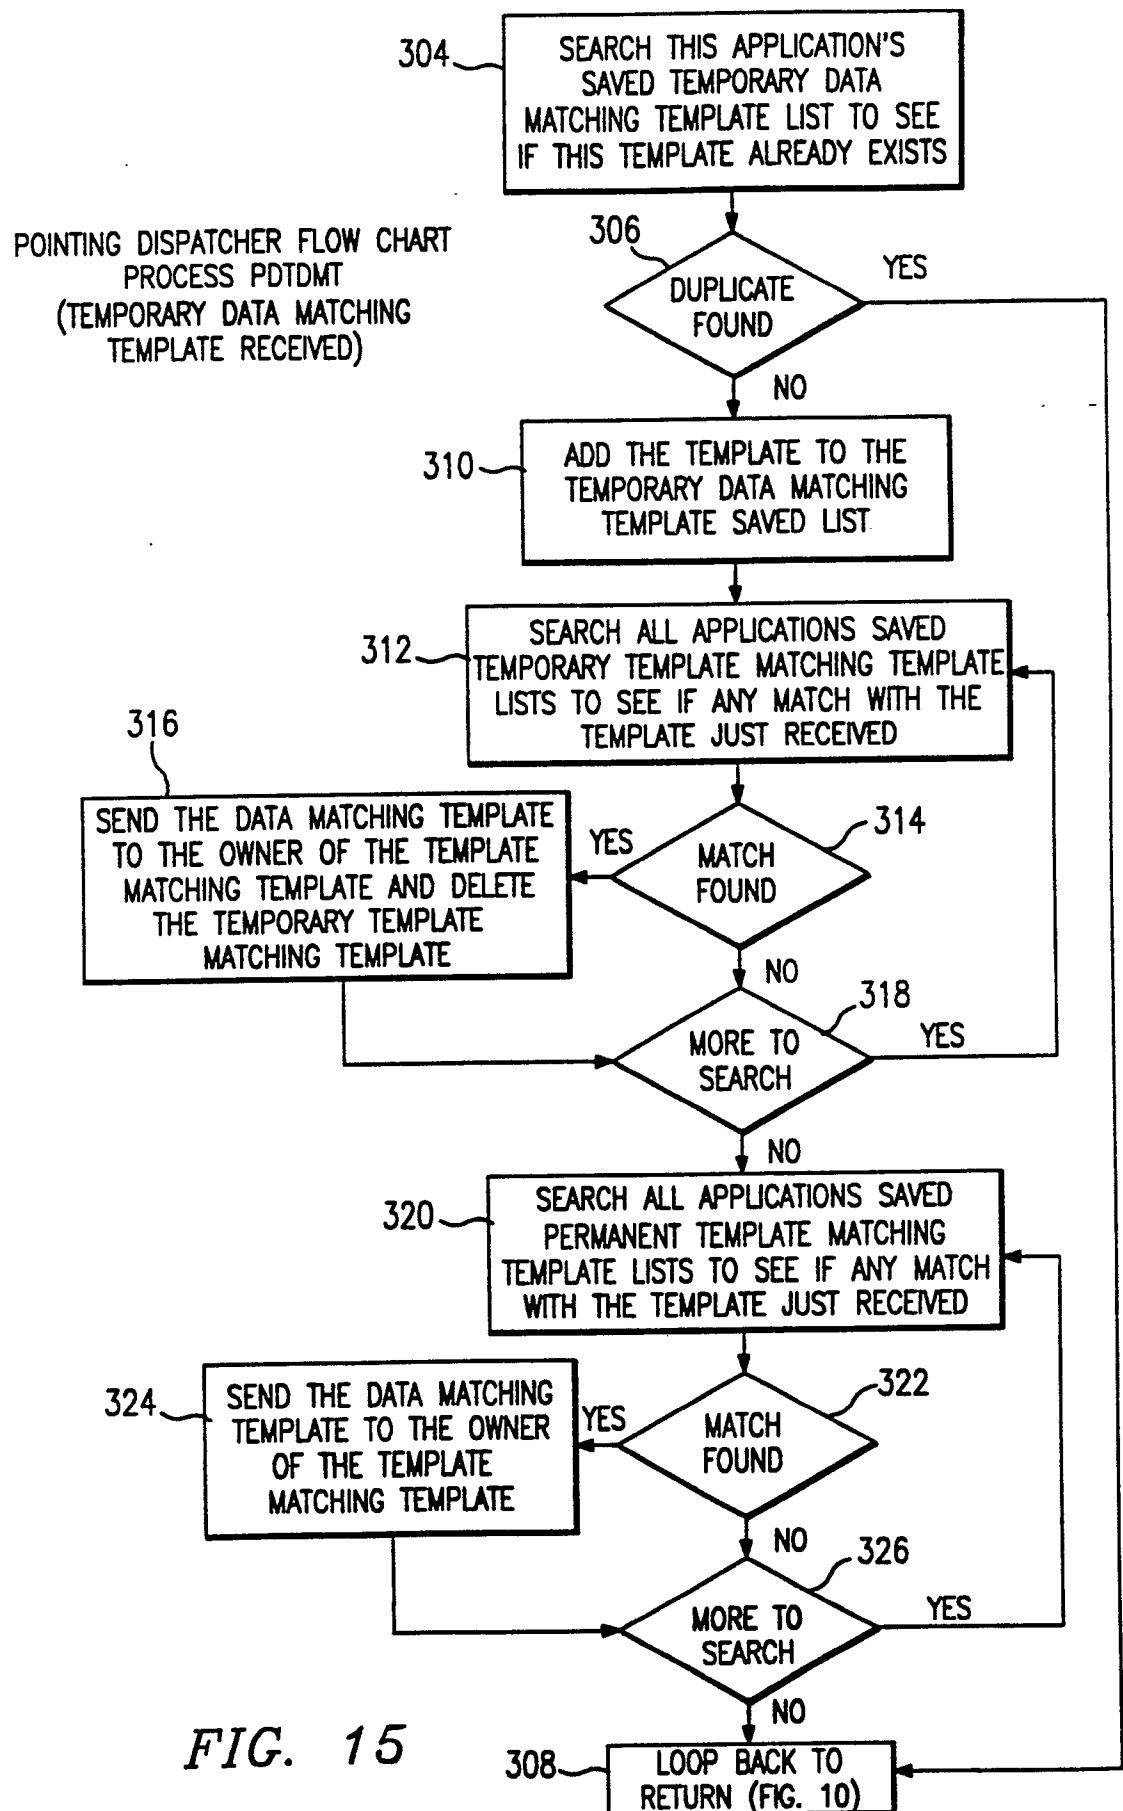 304
SEARCH THIS APPLICATION'S
SAVED TEMPORARY DATA
MATCHING TEMPLATE LIST TO SEE
IF THIS TEMPLATE ALREADY EXISTS
POINTING DISPATCHER FLOW CHART
PROCESS PDTDMT
(TEMPORARY DATA MATCHING
TEMPLATE RECEIVED)
306
DUPLICATE
FOUND
YES
NO
310
ADD THE TEMPLATE TO THE
TEMPORARY DATA MATCHING
TEMPLATE SAVED LIST
312
SEARCH ALL APPLICATIONS SAVED
TEMPORARY TEMPLATE MATCHING TEMPLATE
LISTS TO SEE IF ANY MATCH WITH THE
TEMPLATE JUST RECEIVED
316
SEND THE DATA MATCHING TEMPLATE
TO THE OWNER OF THE TEMPLATE
MATCHING TEMPLATE AND DELETE
THE TEMPORARY TEMPLATE
MATCHING TEMPLATE
YES
MATCH
FOUND
314
NO
318
MORE TO
SEARCH
YES
NO
320
SEARCH ALL APPLICATIONS SAVED
PERMANENT TEMPLATE MATCHING
TEMPLATE LISTS TO SEE IF ANY MATCH
WITH THE TEMPLATE JUST RECEIVED
324
SEND THE DATA MATCHING
TEMPLATE TO THE OWNER
OF THE TEMPLATE
MATCHING TEMPLATE
YES
MATCH
FOUND
322
NO
326
MORE TO
SEARCH
YES
NO
FIG. 15
308
LOOP BACK TO
RETURN (FIG. 10)